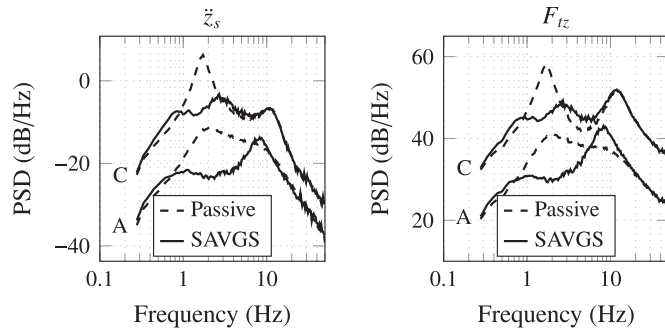 z̈ₛ
PSD (dB/Hz)
0
−20
−40
C
A
Passive
SAVGS
0.1 1 10
Frequency (Hz)
F_tz
PSD (dB/Hz)
60
40
20
C
A
Passive
SAVGS
0.1 1 10
Frequency (Hz)